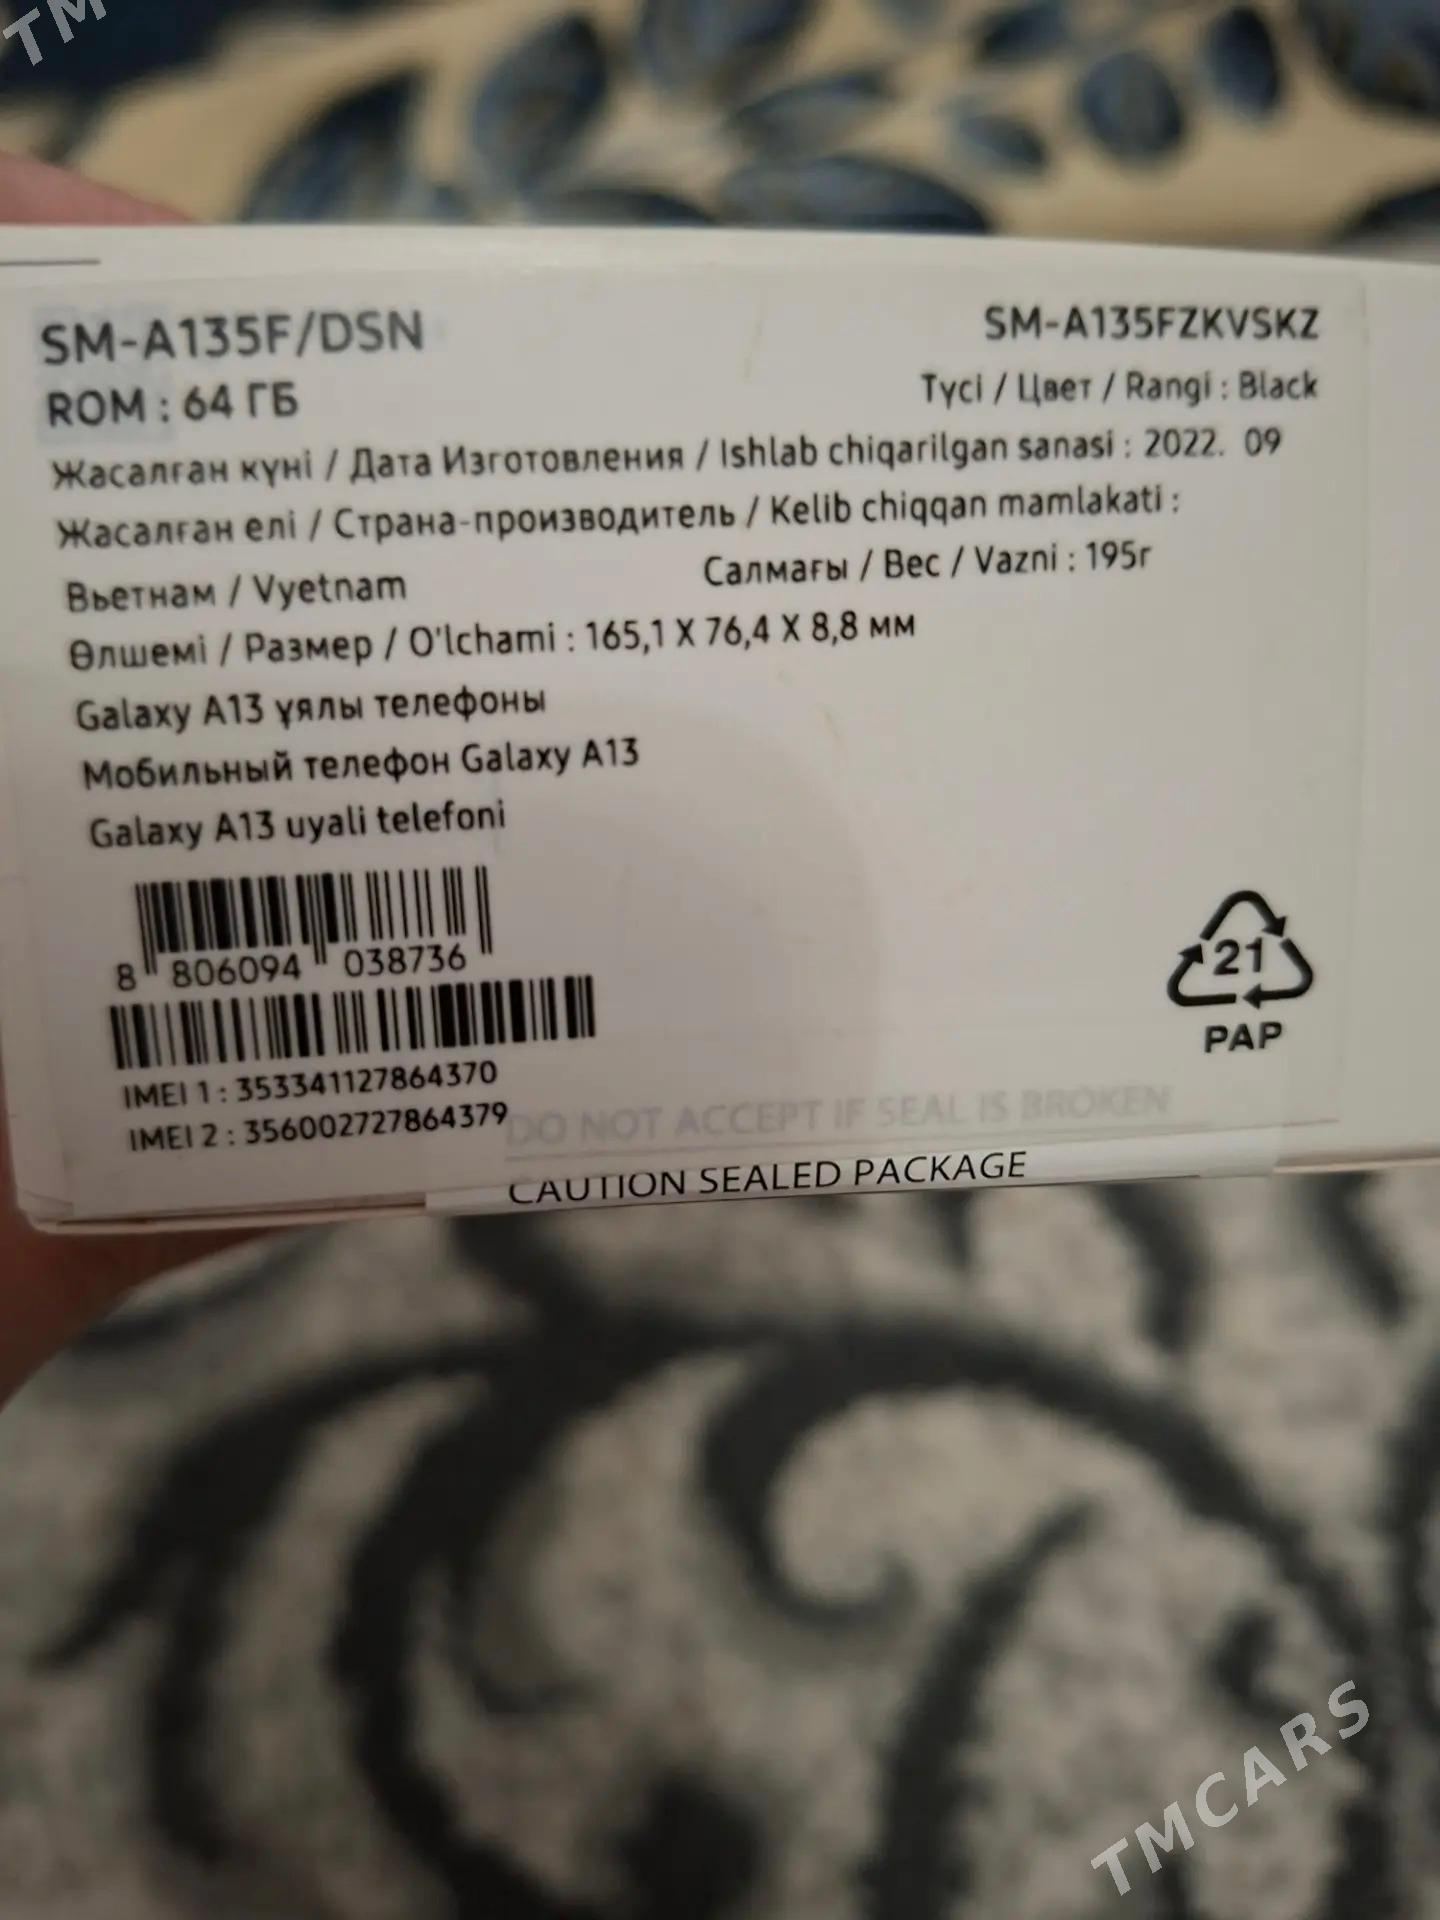 TM
SM-A135F/DSN
SM-A135FZKVSKZ
ROM : 64 ГБ
Түсі / Цвет / Rangi : Black
Жасалған күні / Дата Изготовления / Ishlab chiqarilgan sanasi : 2022. 09
Жасалған елі / Страна-производитель / Kelib chiqqan mamlakati :
Вьетнам / Vyetnam
Салмағы / Вес / Vazni : 195г
Өлшемі / Размер / O'lchami : 165,1 X 76,4 X 8,8 мм
Galaxy A13 ұялы телефоны
Мобильный телефон Galaxy A13
Galaxy A13 uyali telefoni
8 806094 038736
21
PAP
IMEI 1 : 353341127864370
IMEI 2 : 356002727864379
DO NOT ACCEPT IF SEAL IS BROKEN
CAUTION SEALED PACKAGE
TMCARS